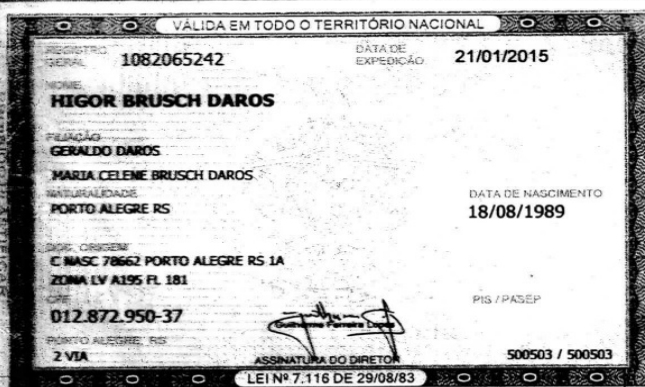 VÁLIDA EM TODO O TERRITÓRIO NACIONAL
REGISTRO GERAL 1082065242 DATA DE EXPEDIÇÃO 21/01/2015
NOME
HIGOR BRUSCH DAROS
FILIAÇÃO
GERALDO DAROS
MARIA CELENE BRUSCH DAROS
NATURALIDADE DATA DE NASCIMENTO
PORTO ALEGRE RS 18/08/1989
DOC. ORIGEM
C NASC 78662 PORTO ALEGRE RS 1A
ZONA LV A195 FL 181
CPF PIS / PASEP
012.872.950-37
PORTO ALEGRE, RS Guilherme Ferreira Lopes
2 VIA ASSINATURA DO DIRETOR 500503 / 500503
LEI Nº 7.116 DE 29/08/83